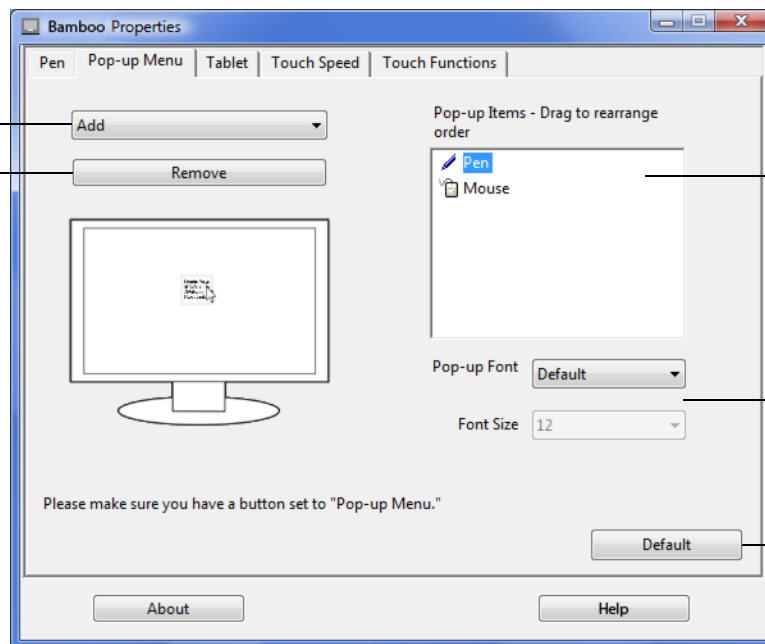 Bamboo Properties
Pen Pop-up Menu Tablet Touch Speed Touch Functions
Add
Remove
Pop-up Items - Drag to rearrange
order
Pen
Mouse
Pop-up Font Default
Font Size 12
Please make sure you have a button set to "Pop-up Menu."
Default
About Help